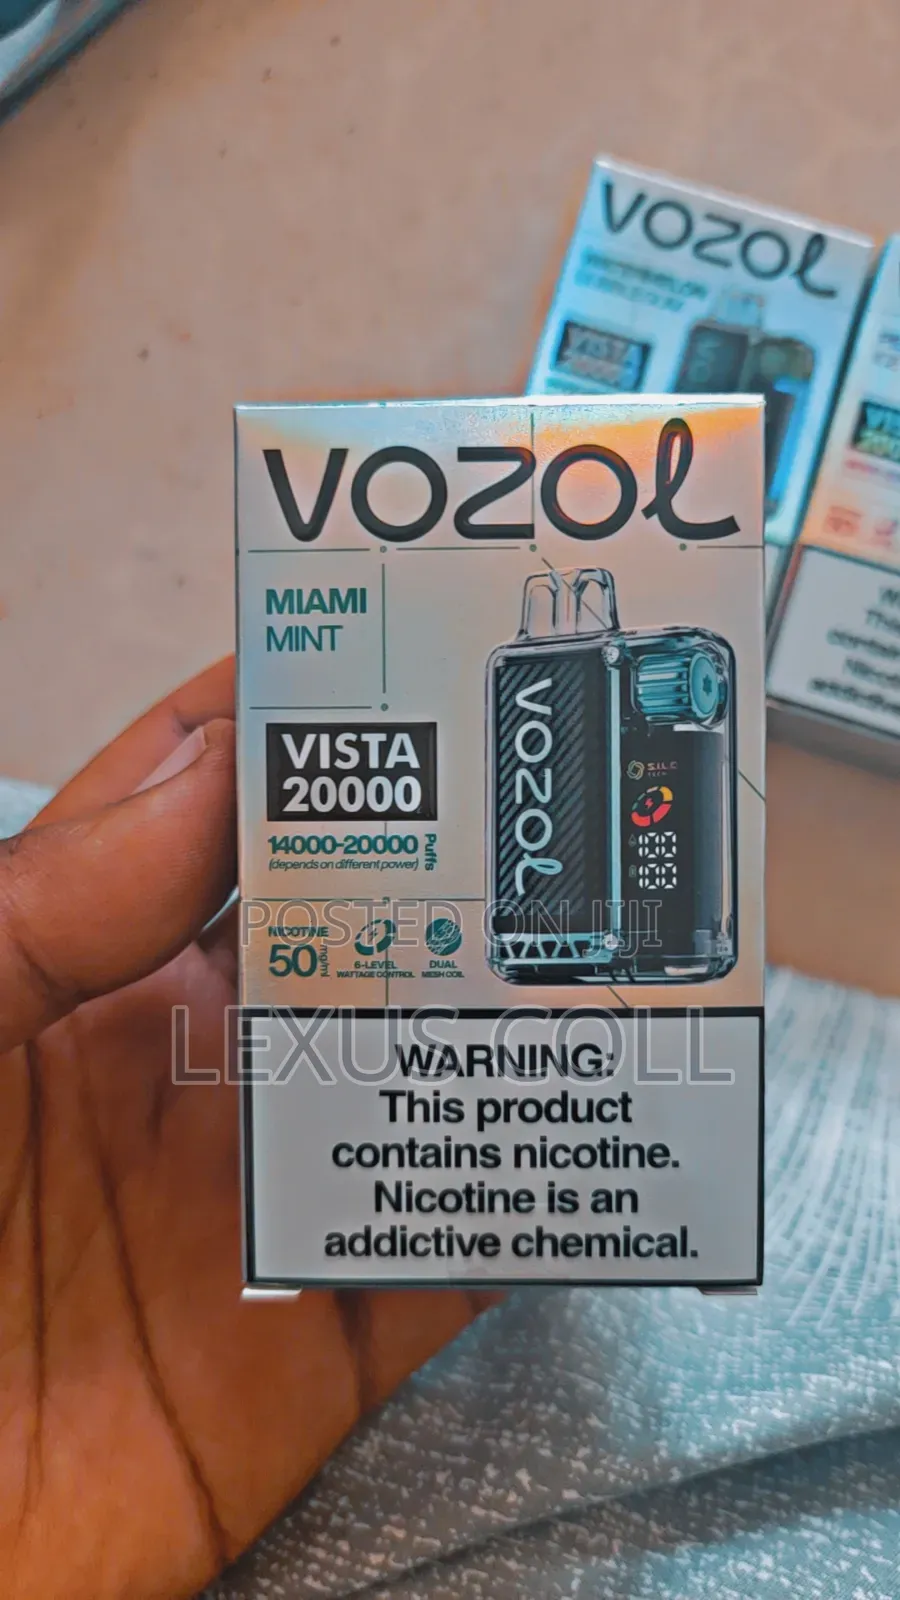 VOZOL
VISTA
20000
VOZOL
MIAMI
MINT
VISTA
20000
14000-20000 Puffs
(depends on different power)
NICOTINE
50 mg/ml
6-LEVEL
WATTAGE CONTROL
DUAL
MESH COIL
VOZOL
POSTED ON JIJI
LEXUS COLL
WARNING:
This product
contains nicotine.
Nicotine is an
addictive chemical.